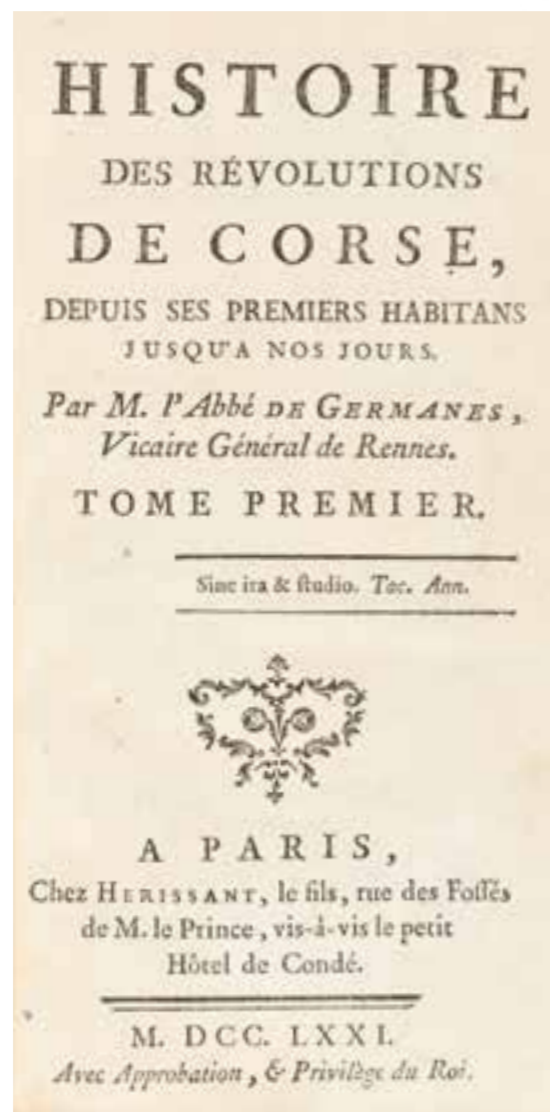 HISTOIRE
DES RÉVOLUTIONS
DE CORSE,
DEPUIS SES PREMIERS HABITANS
JUSQU'A NOS JOURS.
Par M. l'Abbé DE GERMANES,
Vicaire Général de Rennes.
TOME PREMIER.
Sine ira & ſtudio. Tac. Ann.
A PARIS,
Chez HERISSANT, le fils, rue des Foſſés
de M. le Prince, vis-à-vis le petit
Hôtel de Condé.
M. DCC. LXXI.
Avec Approbation, & Privilège du Roi.